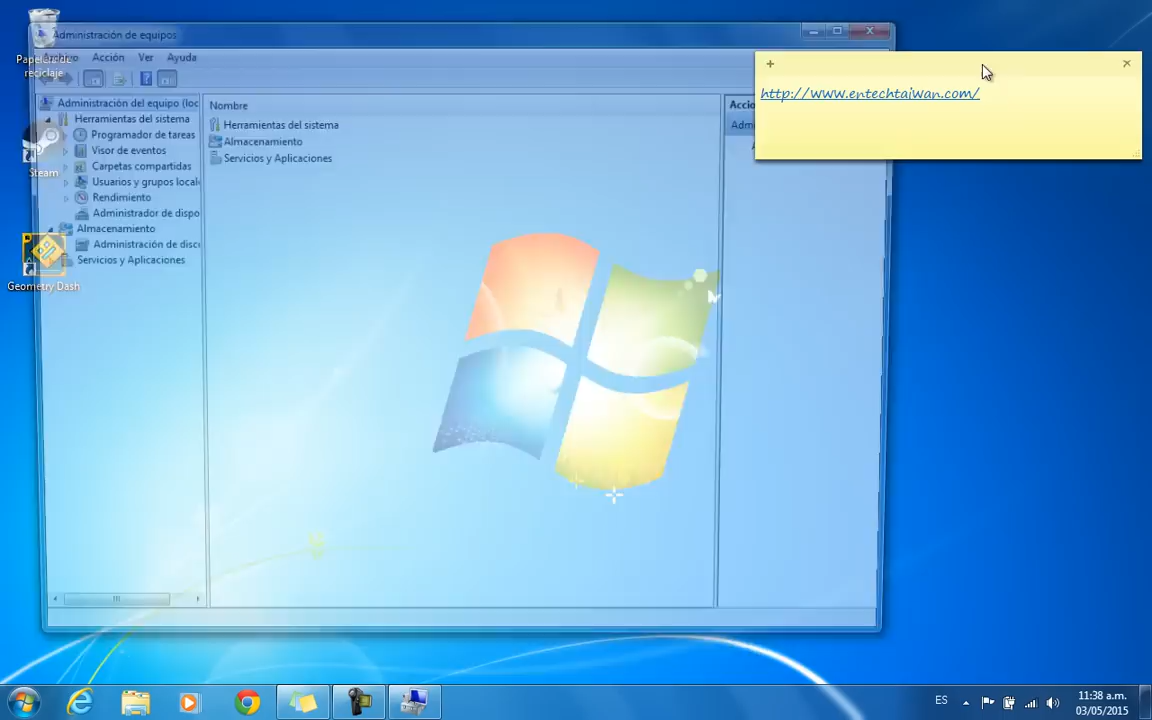 Administración de equipos
Archivo Acción Ver Ayuda
Papelera de reciclaje
Administración del equipo (loc
Herramientas del sistema
Programador de tareas
Visor de eventos
Carpetas compartidas
Usuarios y grupos local
Rendimiento
Administrador de dispo
Almacenamiento
Administración de disc
Servicios y Aplicaciones
Nombre
Herramientas del sistema
Almacenamiento
Servicios y Aplicaciones
Accio
Admi
http://www.entechtaiwan.com/
Steam
Geometry Dash
ES
11:38 a.m.
03/05/2015